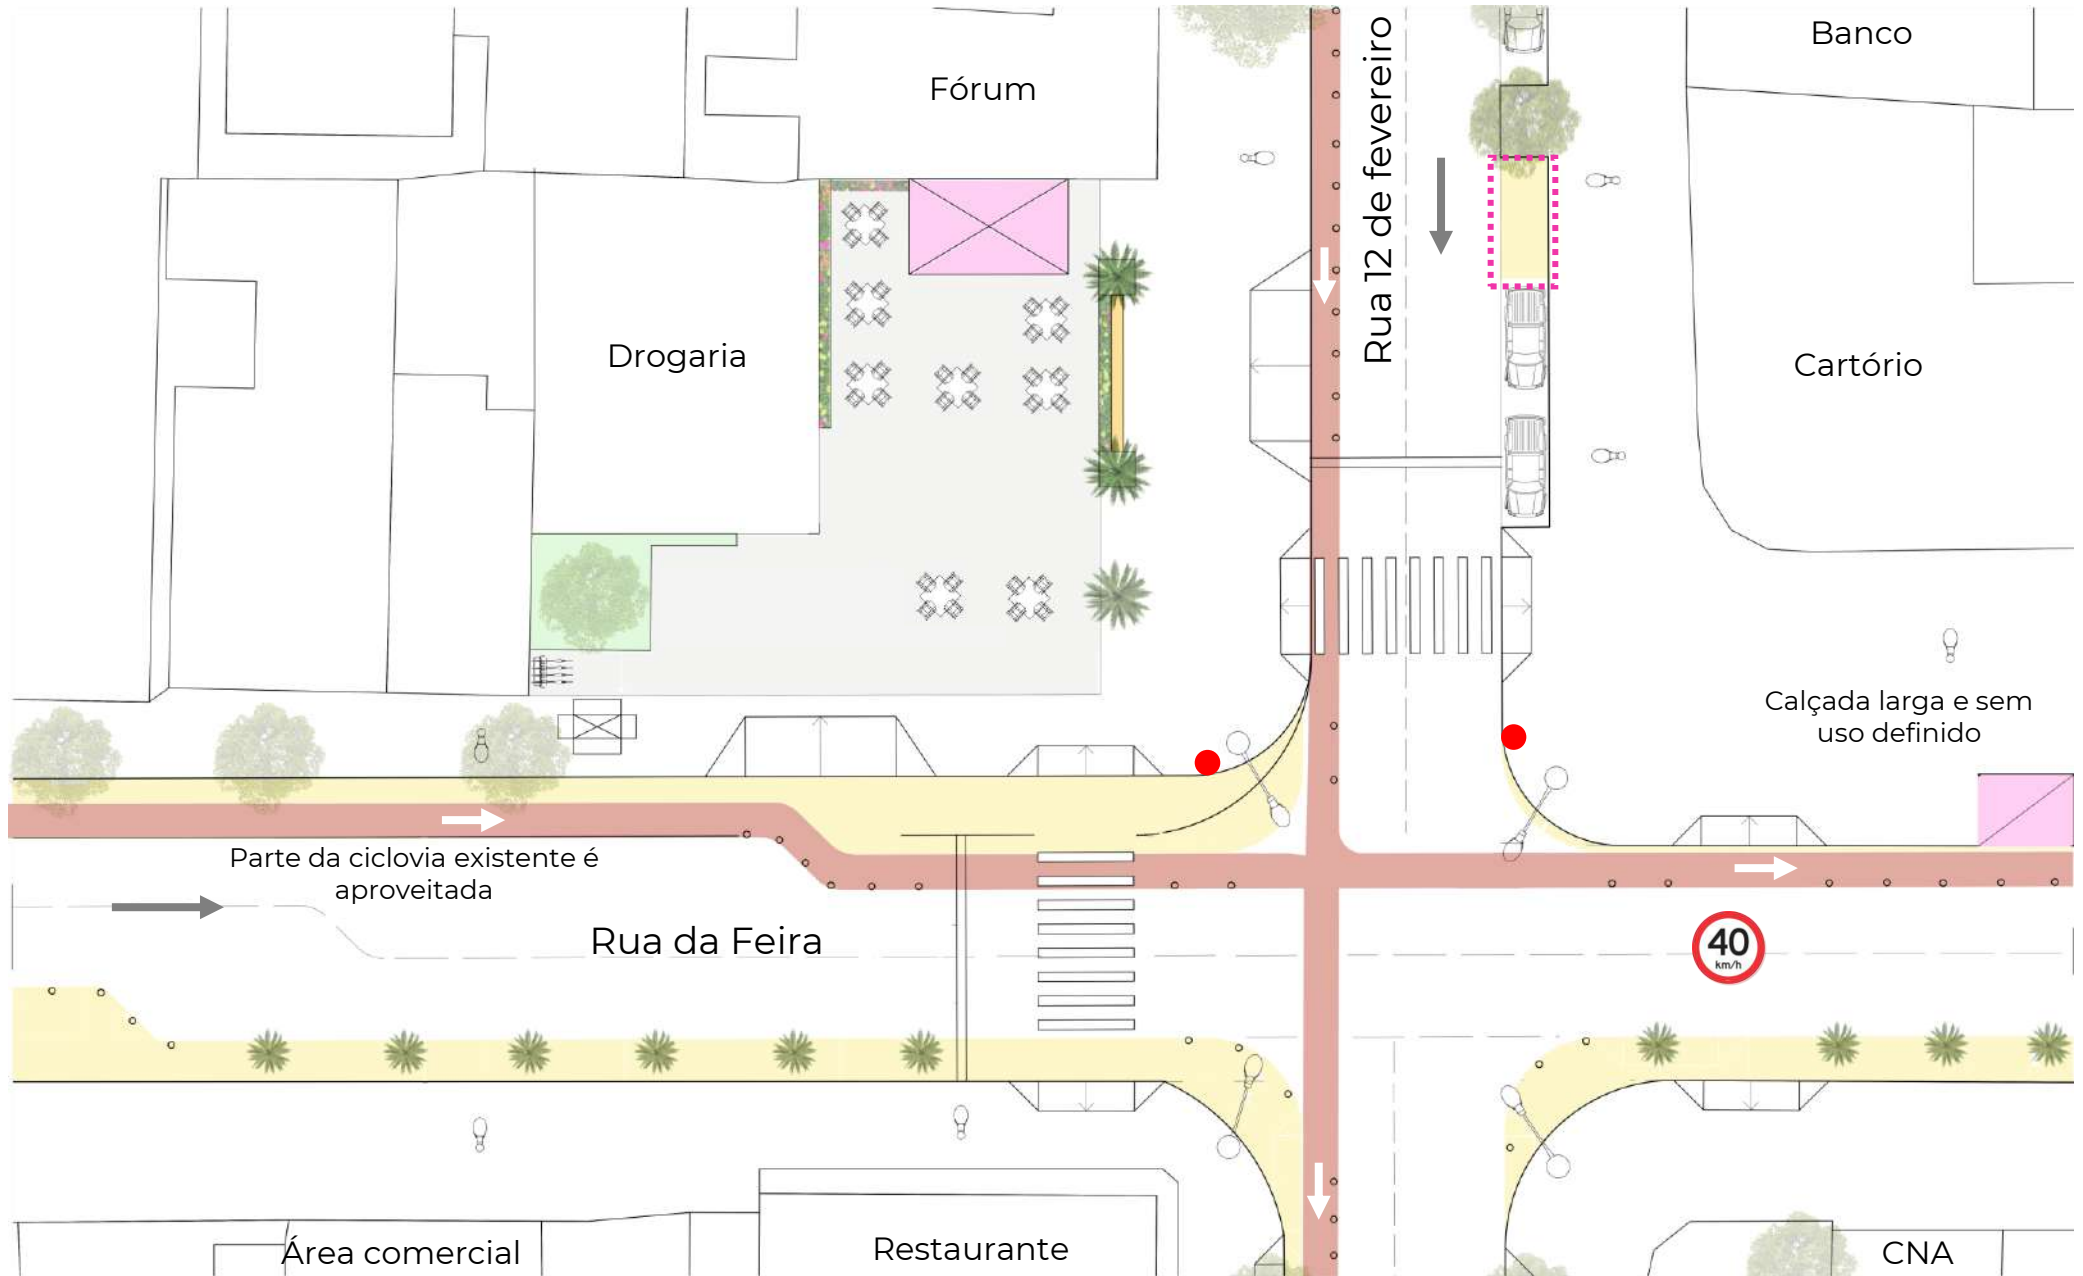 Banco
Fórum
Rua 12 de fevereiro
Drogaria
Cartório
Calçada larga e sem
uso definido
Parte da ciclovia existente é
aproveitada
Rua da Feira
40
km/h
Área comercial
Restaurante
CNA